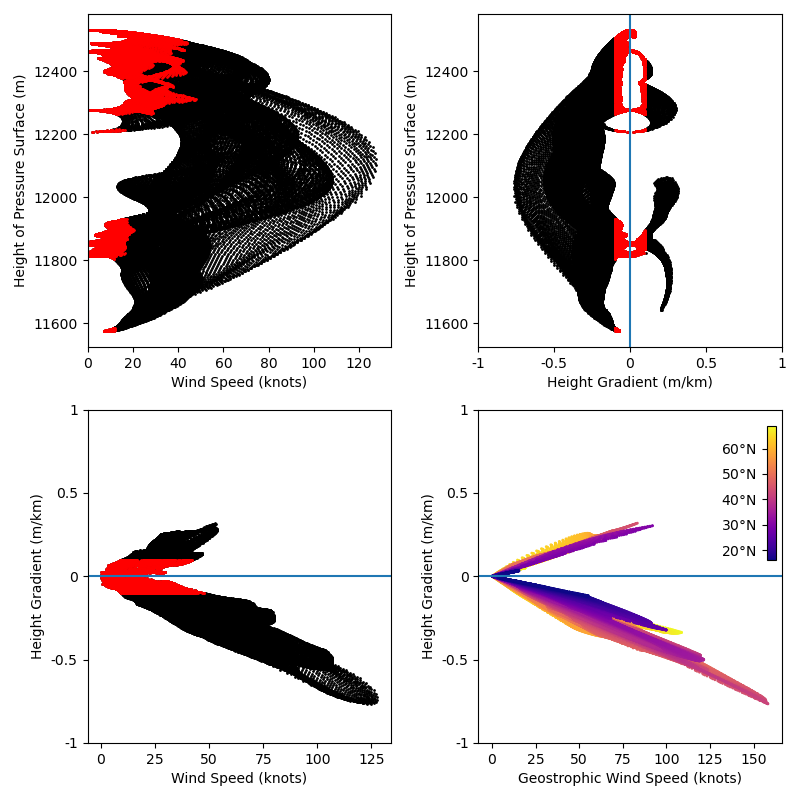 12400
12200
12000
11800
11600
Height of Pressure Surface (m)
0 20 40 60 80 100 120
Wind Speed (knots)
12400
12200
12000
11800
11600
Height of Pressure Surface (m)
-1 -0.5 0 0.5 1
Height Gradient (m/km)
1
0.5
0
-0.5
-1
Height Gradient (m/km)
0 25 50 75 100 125
Wind Speed (knots)
1
0.5
0
-0.5
-1
Height Gradient (m/km)
60°N
50°N
40°N
30°N
20°N
0 25 50 75 100 125 150
Geostrophic Wind Speed (knots)